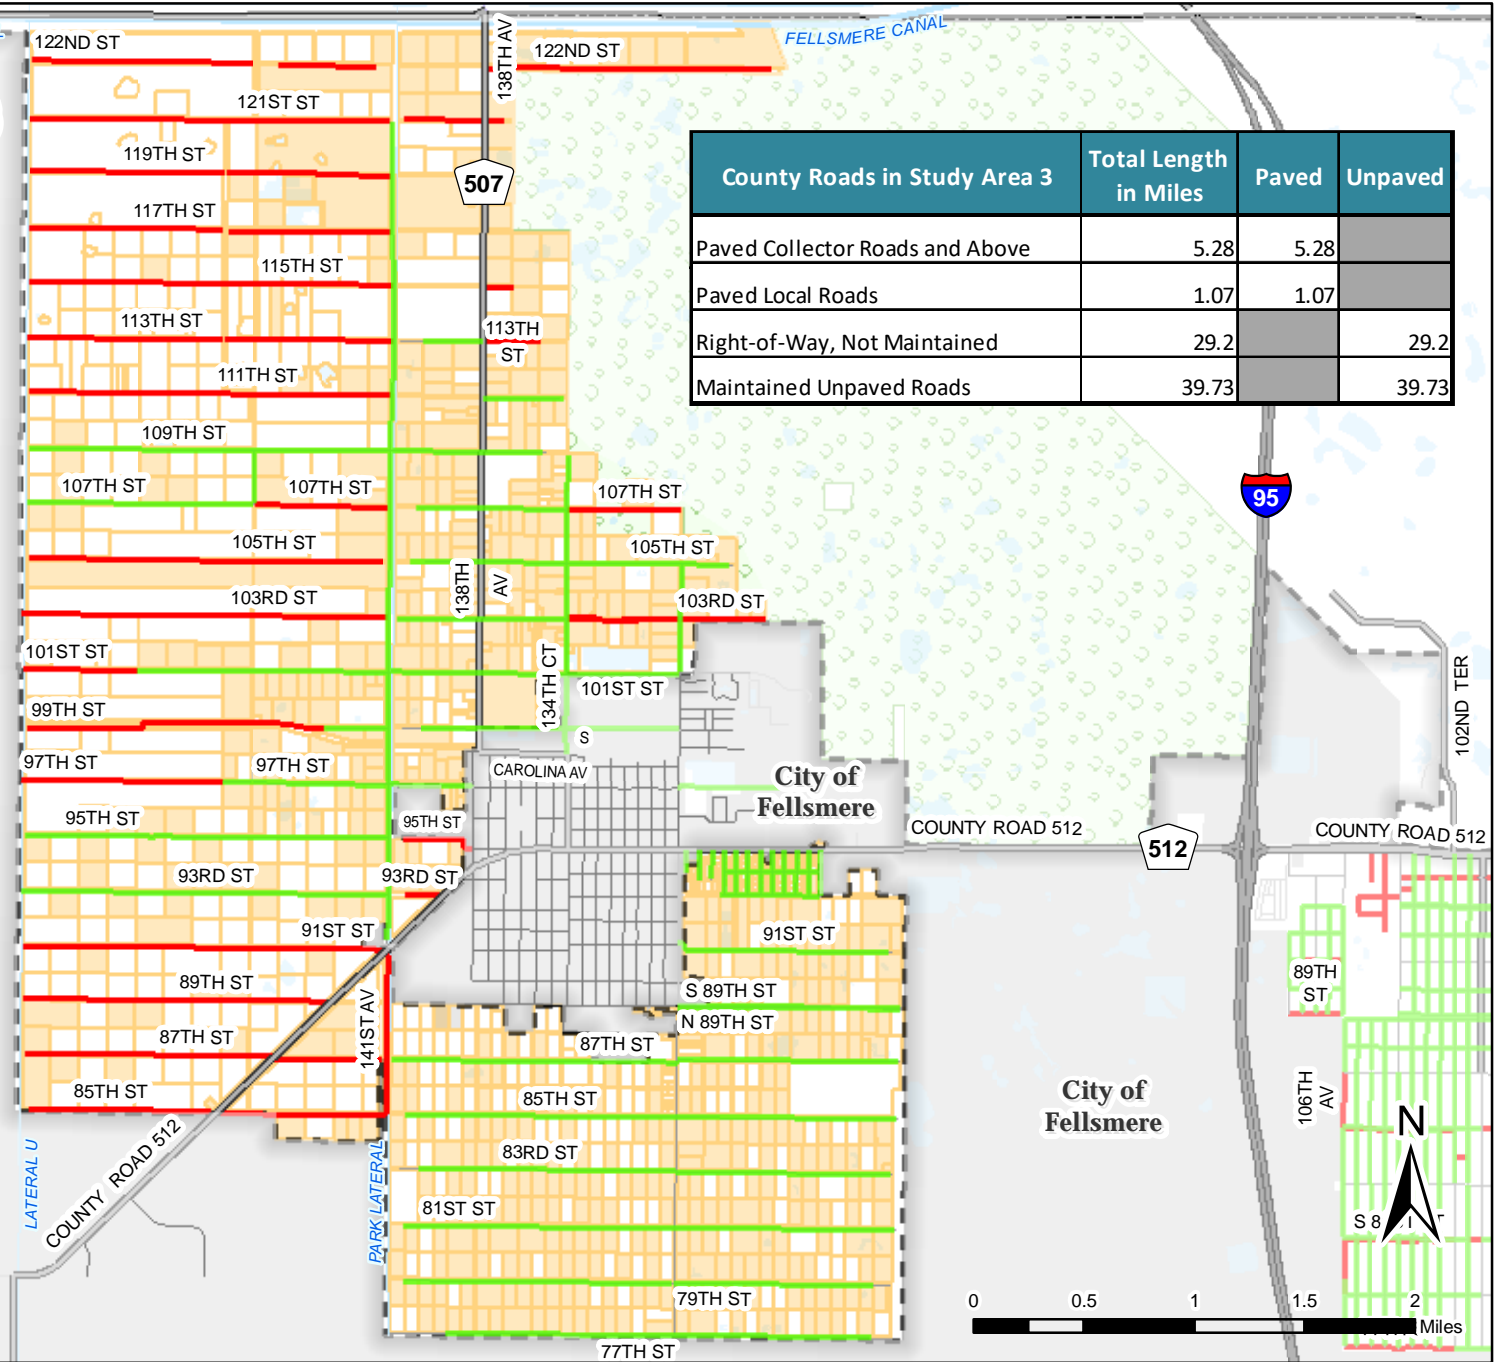 122ND ST
138TH AV
122ND ST
FELLSMERE CANAL
121ST ST
119TH ST
507
117TH ST
115TH ST
113TH ST
113TH
ST
111TH ST
County Roads in Study Area 3
Total Length
in Miles
Paved
Unpaved
Paved Collector Roads and Above 5.28 5.28
Paved Local Roads 1.07 1.07
Right-of-Way, Not Maintained 29.2 29.2
Maintained Unpaved Roads 39.73 39.73
109TH ST
107TH ST
107TH ST
107TH ST
95
105TH ST
105TH ST
138TH
AV
103RD ST
103RD ST
101ST ST
134TH CT
101ST ST
102ND TER
99TH ST
S
97TH ST
97TH ST
CAROLINA AV
City of
Fellsmere
95TH ST
95TH ST
COUNTY ROAD 512
512
COUNTY ROAD 512
93RD ST
93RD ST
91ST ST
91ST ST
89TH ST
S 89TH ST
89TH
ST
N 89TH ST
141ST AV
87TH ST
87TH ST
85TH ST
85TH ST
City of
Fellsmere
106TH
AV
N
COUNTY ROAD 512
LATERAL U
PARK LATERAL
83RD ST
81ST ST
S 8
79TH ST
77TH ST
0 0.5 1 1.5 2
Miles